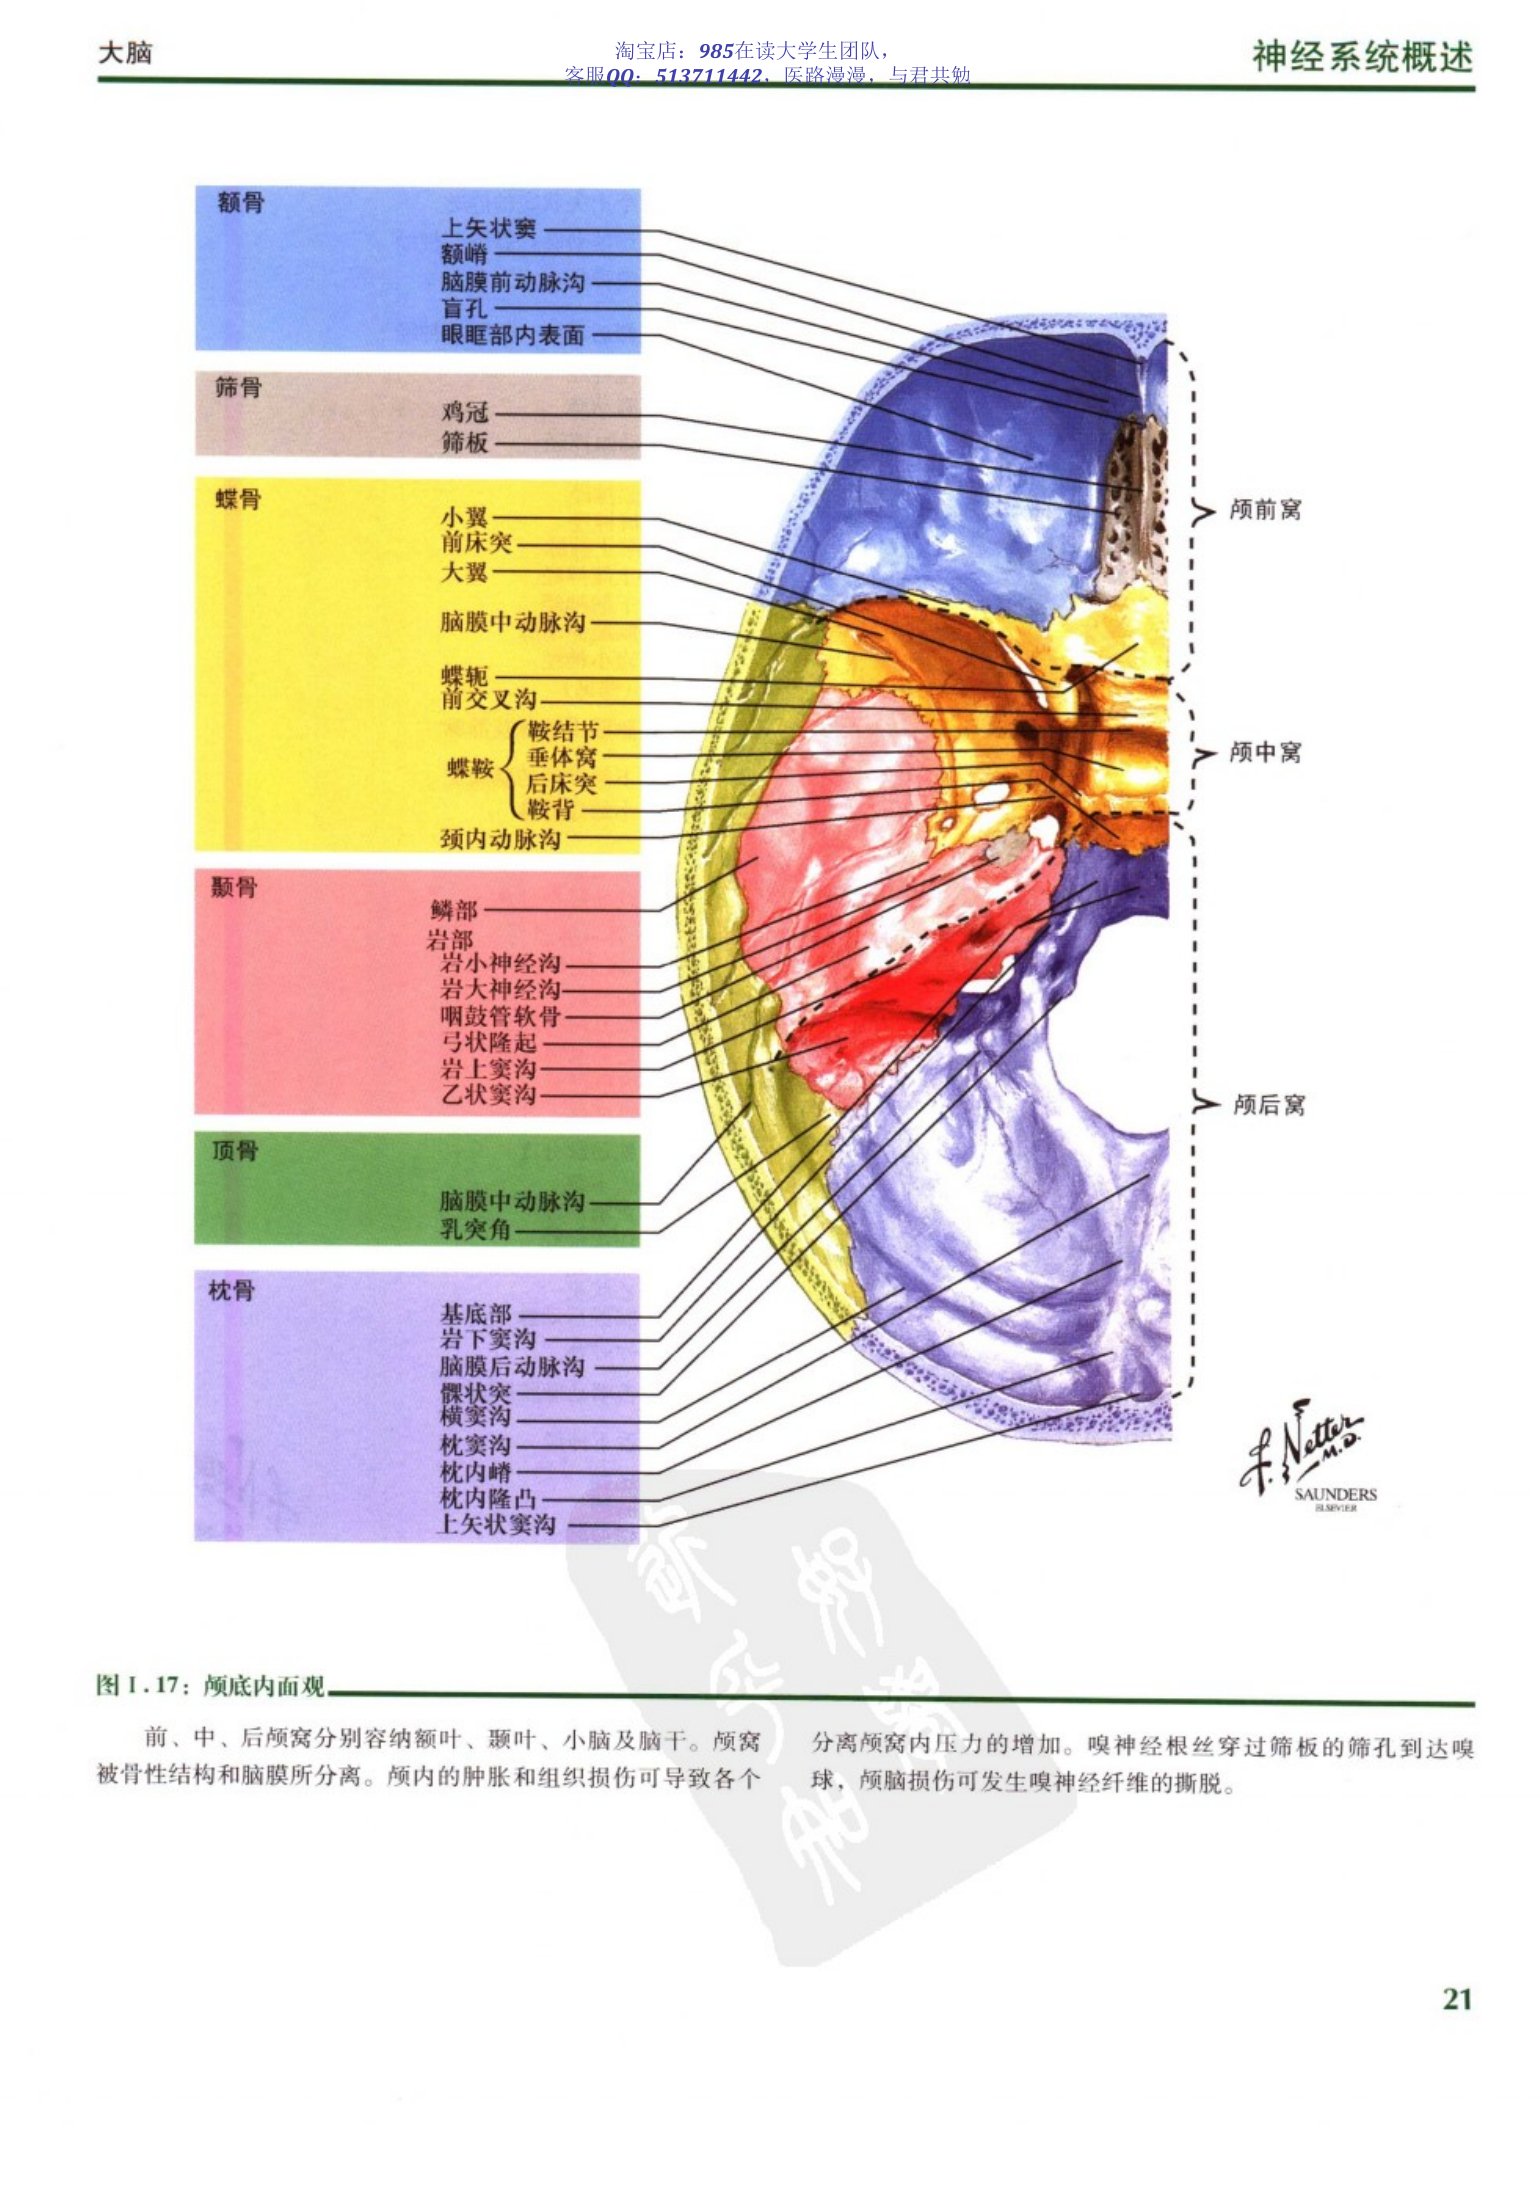 大脑
淘宝店：985在读大学生团队，
客服QQ：513711442，医路漫漫，与君共勉
神经系统概述
额骨
上矢状窦
额嵴
脑膜前动脉沟
盲孔
眼眶部内表面
筛骨
鸡冠
筛板
蝶骨
小翼
前床突
大翼
脑膜中动脉沟
蝶轭
前交叉沟
蝶鞍
鞍结节
垂体窝
后床突
鞍背
颈内动脉沟
颞骨
鳞部
岩部
岩小神经沟
岩大神经沟
咽鼓管软骨
弓状隆起
岩上窦沟
乙状窦沟
顶骨
脑膜中动脉沟
乳突角
枕骨
基底部
岩下窦沟
脑膜后动脉沟
髁状突
横窦沟
枕窦沟
枕内嵴
枕内隆凸
上矢状窦沟
颅前窝
颅中窝
颅后窝
F. Netter
M.D.
SAUNDERS
ELSEVIER
图 I.17：颅底内面观
前、中、后颅窝分别容纳额叶、颞叶、小脑及脑干。颅窝
被骨性结构和脑膜所分离。颅内的肿胀和组织损伤可导致各个
分离颅窝内压力的增加。嗅神经根丝穿过筛板的筛孔到达嗅
球，颅脑损伤可发生嗅神经纤维的撕脱。
21